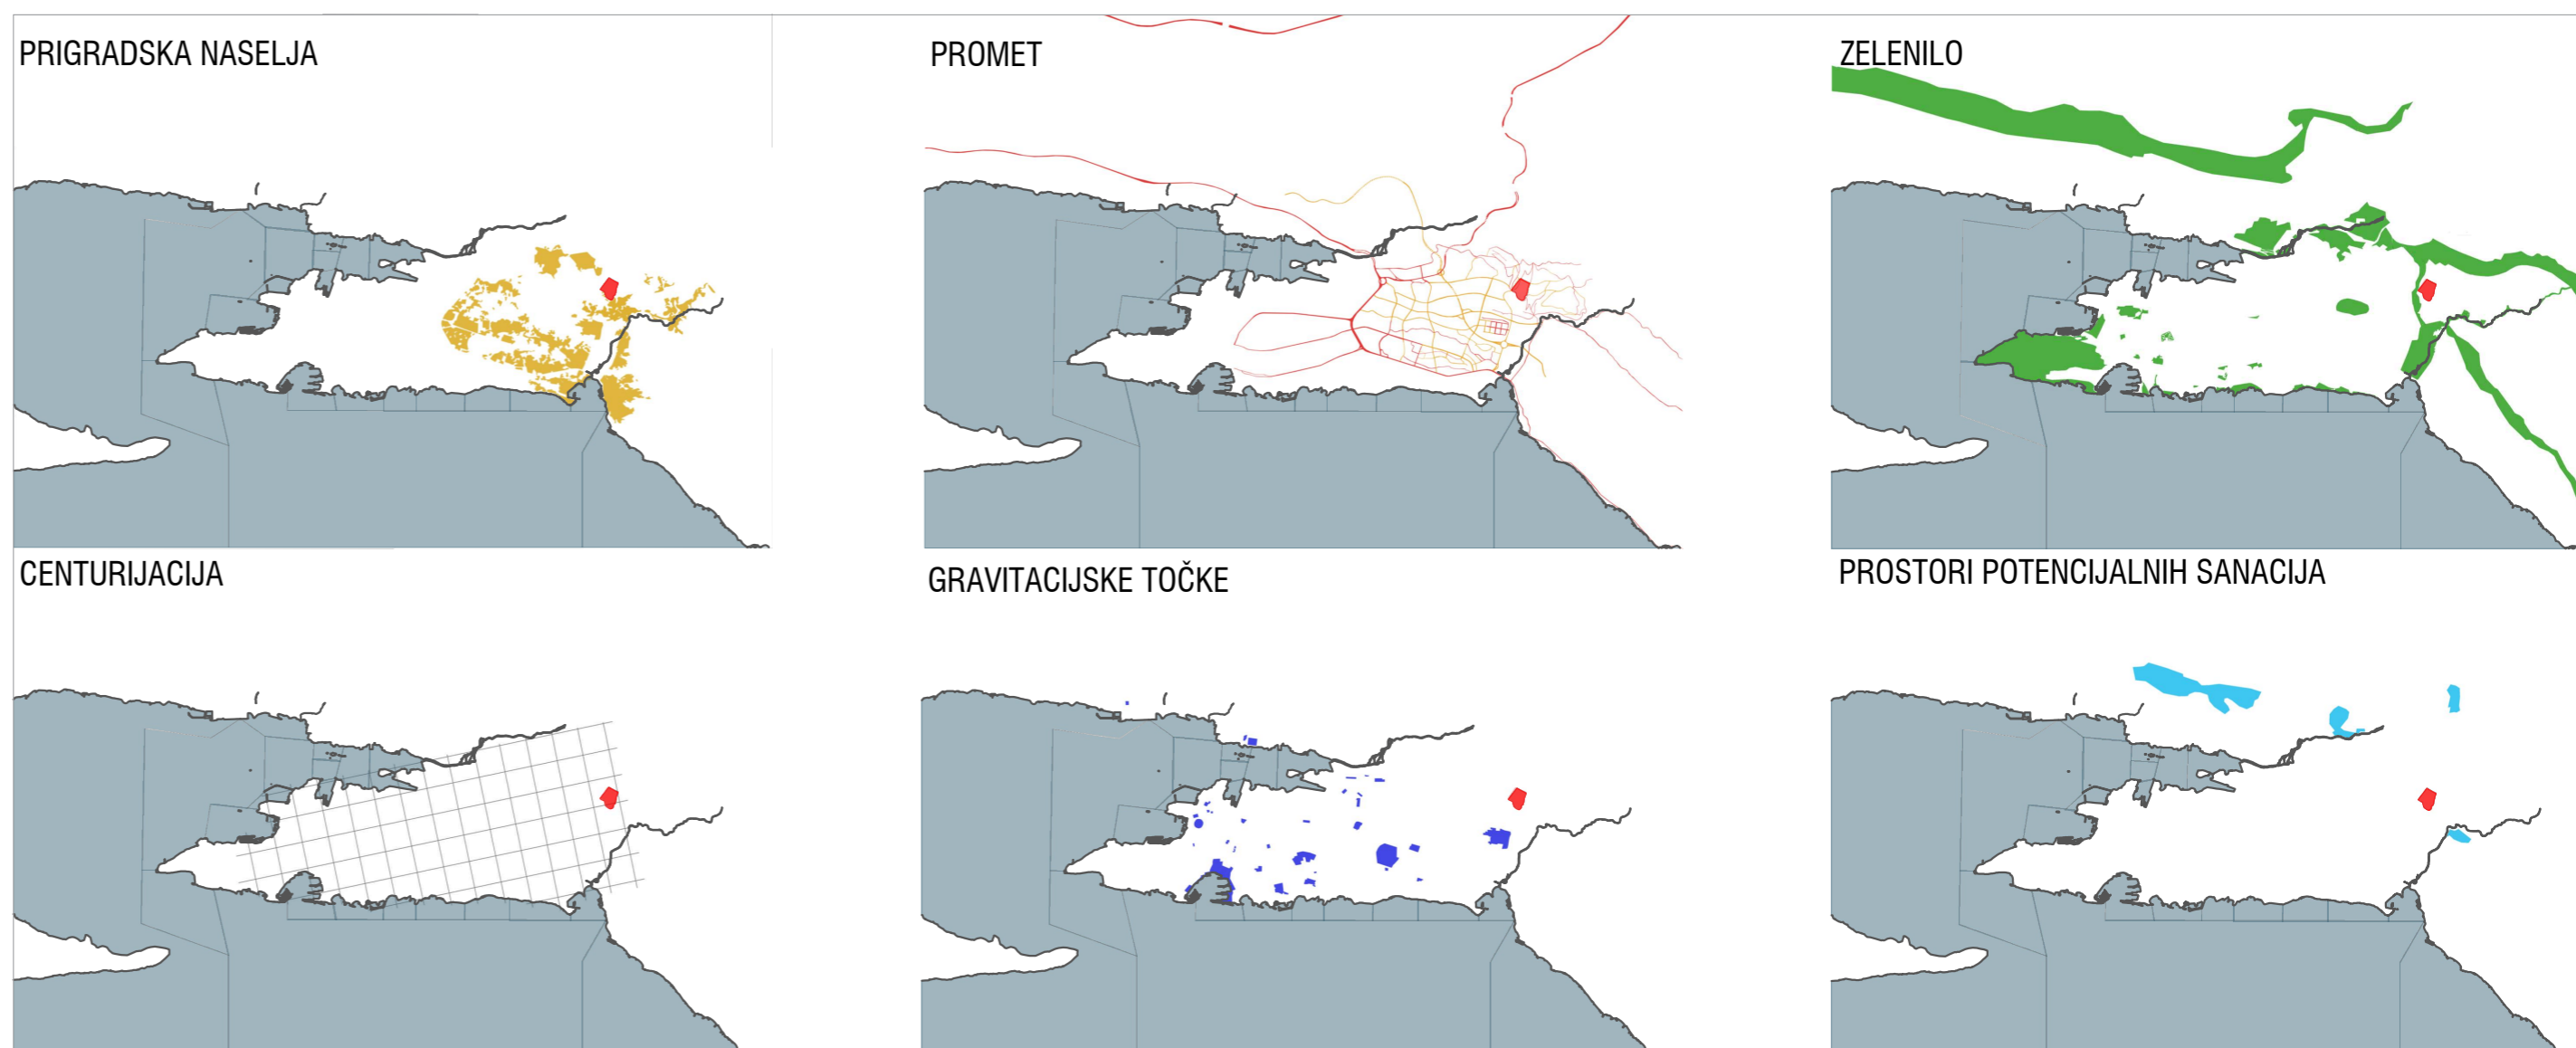 PRIGRADSKA NASELJA
PROMET
ZELENILO
CENTURIJACIJA
GRAVITACIJSKE TOČKE
PROSTORI POTENCIJALNIH SANACIJA